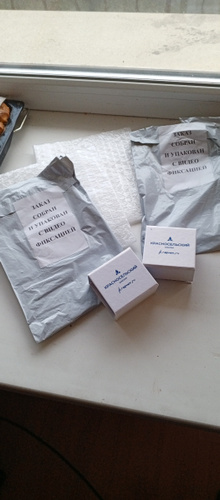 ЗАКАЗ
СОБРАН
И УПАКОВАН
С ВИДЕО
ФИКСАЦИЕЙ
ЗАКАЗ
СОБРАН
И УПАКОВАН
С ВИДЕО
ФИКСАЦИЕЙ
КРАСНОСЕЛЬСКИЙ
КРАСНОСЕЛЬСКИЙ